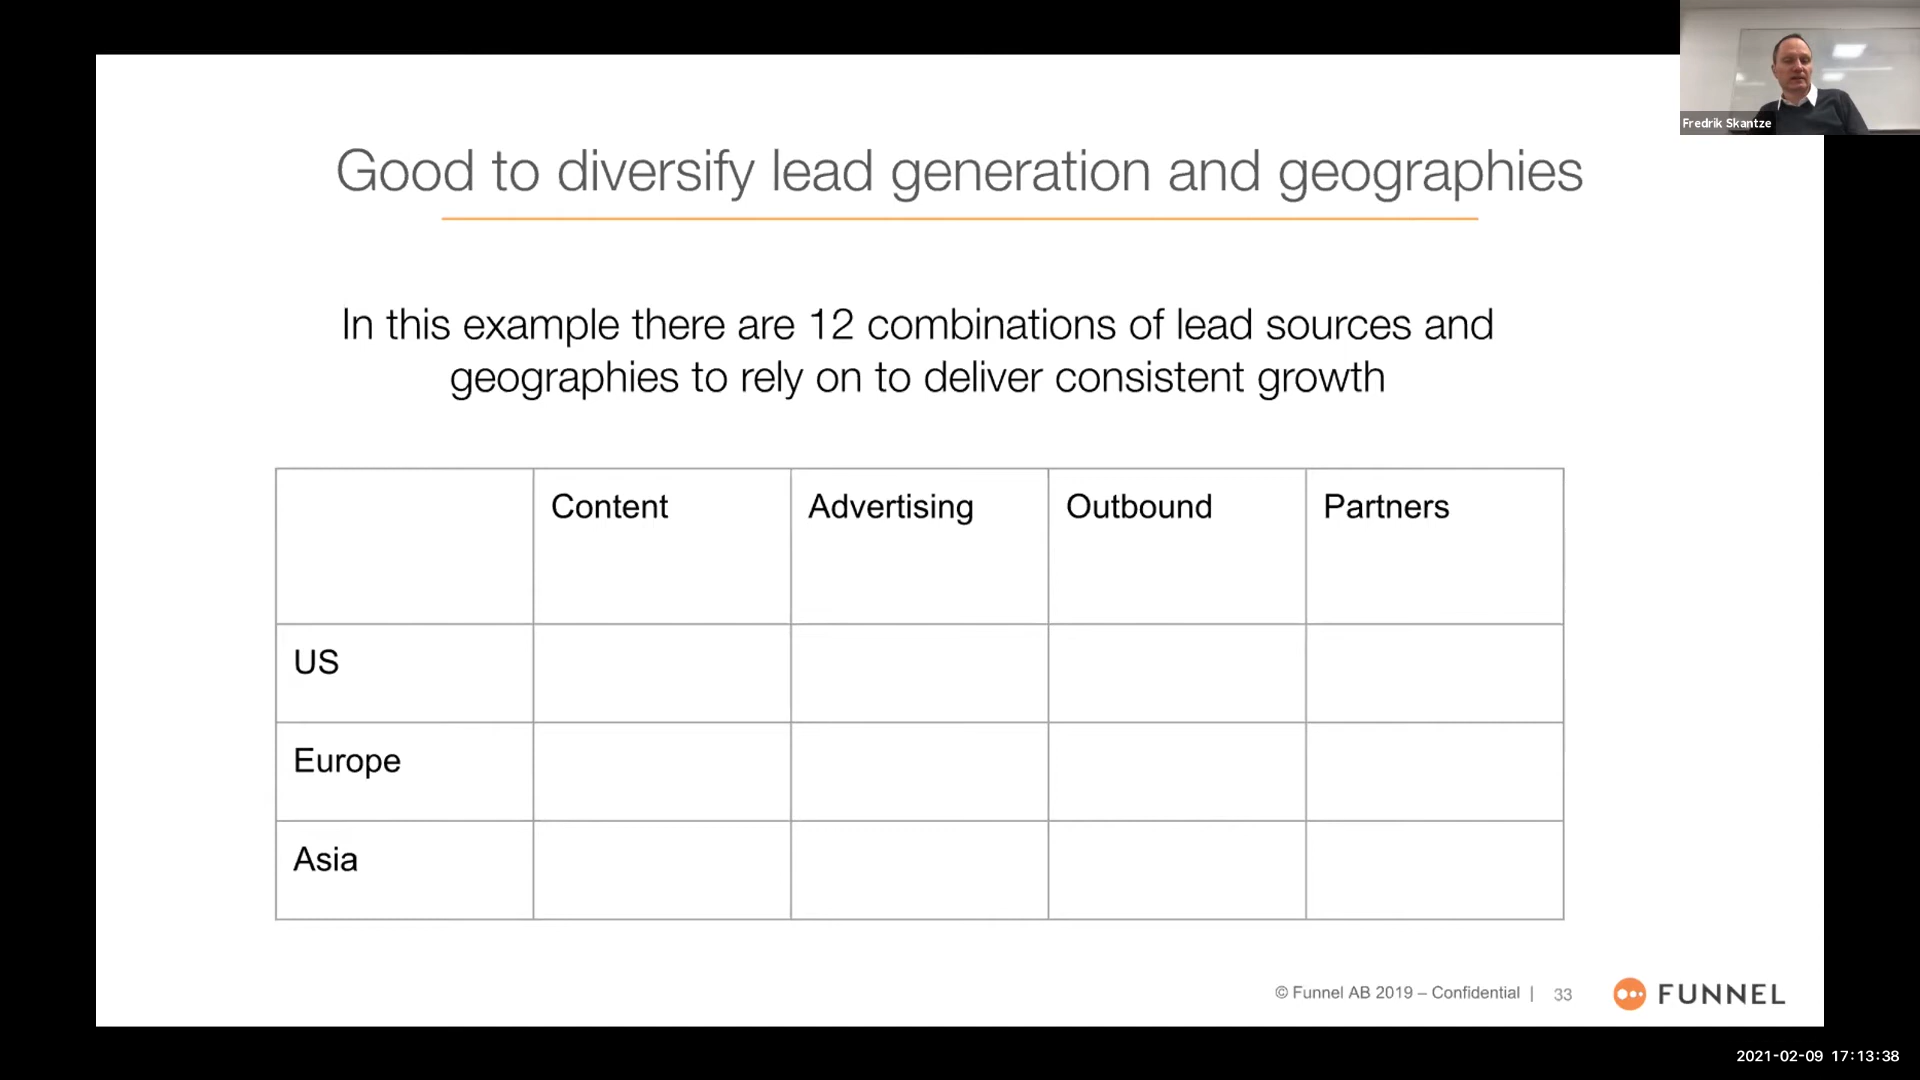 Fredrik Skantze
Good to diversify lead generation and geographies
In this example there are 12 combinations of lead sources and
geographies to rely on to deliver consistent growth
Content Advertising Outbound Partners
US
Europe
Asia
© Funnel AB 2019 – Confidential | 33 FUNNEL
2021-02-09 17:13:38